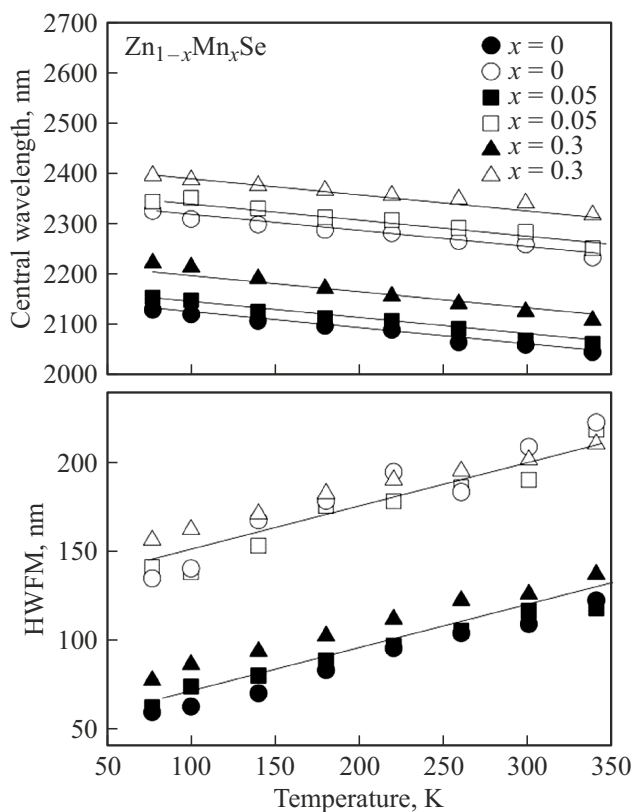 Zn₁₋ₓMnₓSe
x = 0
x = 0
x = 0.05
x = 0.05
x = 0.3
x = 0.3
Central wavelength, nm
2700
2600
2500
2400
2300
2200
2100
2000
HWFM, nm
200
150
100
50
50 100 150 200 250 300 350
Temperature, K